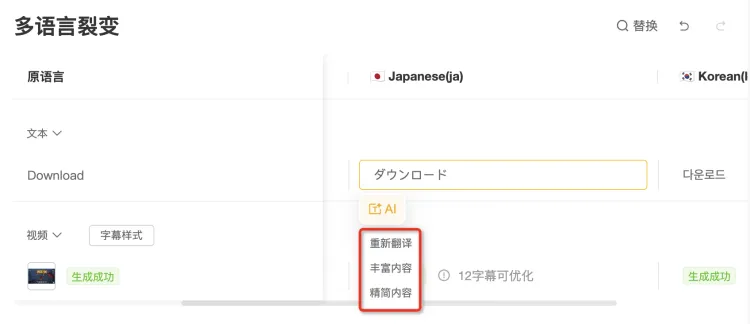 多语言裂变
替换
原语言
Japanese(ja)
Korean(
文本
Download
ダウンロード
다운로드
AI
视频
字幕样式
重新翻译
丰富内容
精简内容
生成成功
12字幕可优化
生成成功